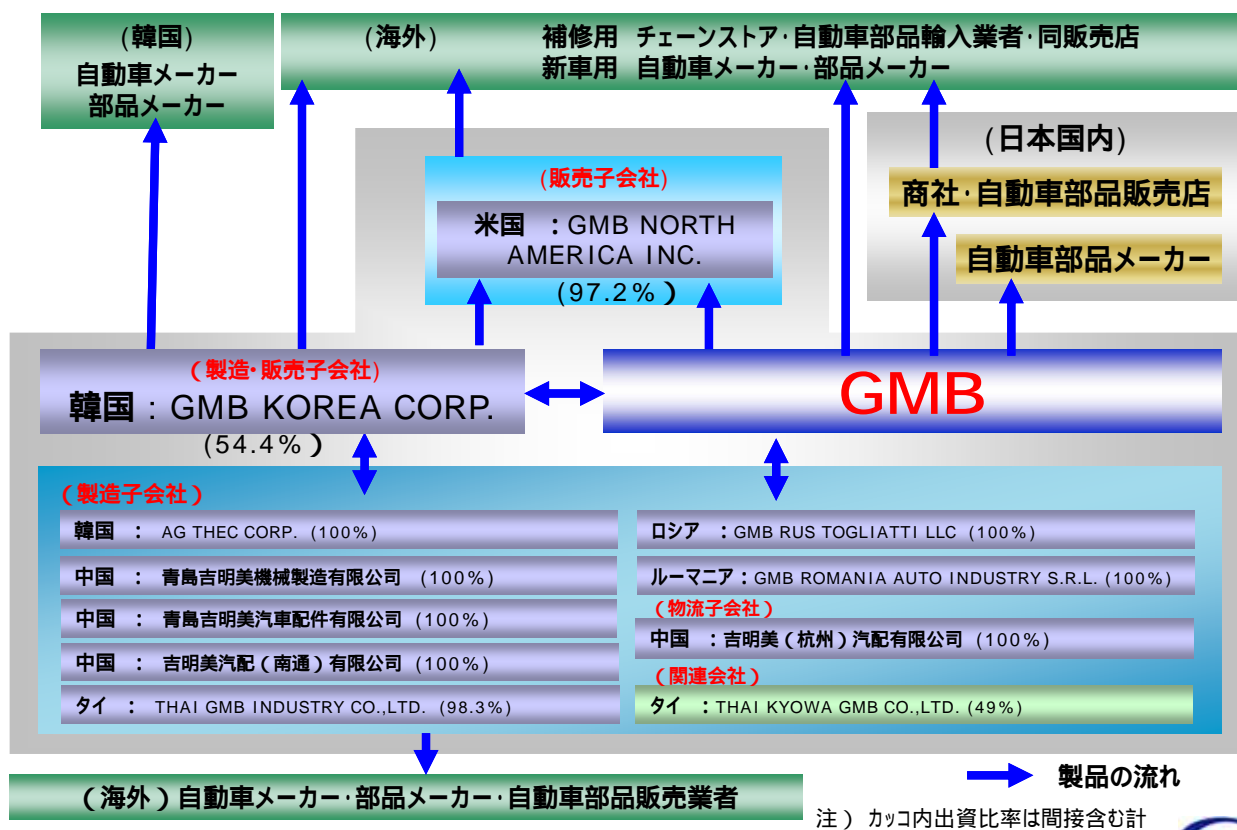 (韓国)
自動車メーカー
部品メーカー
(海外) 補修用 チェーンストア・自動車部品輸入業者・同販売店
新車用 自動車メーカー・部品メーカー
(日本国内)
商社・自動車部品販売店
自動車部品メーカー
(販売子会社)
米国 :GMB NORTH
AMERICA INC.
(97.2%)
(製造・販売子会社)
韓国:GMB KOREA CORP.
(54.4%)
GMB
(製造子会社)
韓国 : AG THEC CORP. (100%)
中国 : 青島吉明美機械製造有限公司 (100%)
中国 : 青島吉明美汽車配件有限公司 (100%)
中国 : 吉明美汽配(南通)有限公司 (100%)
タイ : THAI GMB INDUSTRY CO.,LTD. (98.3%)
ロシア :GMB RUS TOGLIATTI LLC (100%)
ルーマニア:GMB ROMANIA AUTO INDUSTRY S.R.L. (100%)
(物流子会社)
中国 :吉明美(杭州)汽配有限公司 (100%)
(関連会社)
タイ :THAI KYOWA GMB CO.,LTD. (49%)
(海外)自動車メーカー・部品メーカー・自動車部品販売業者
製品の流れ
注) カッコ内出資比率は間接含む計